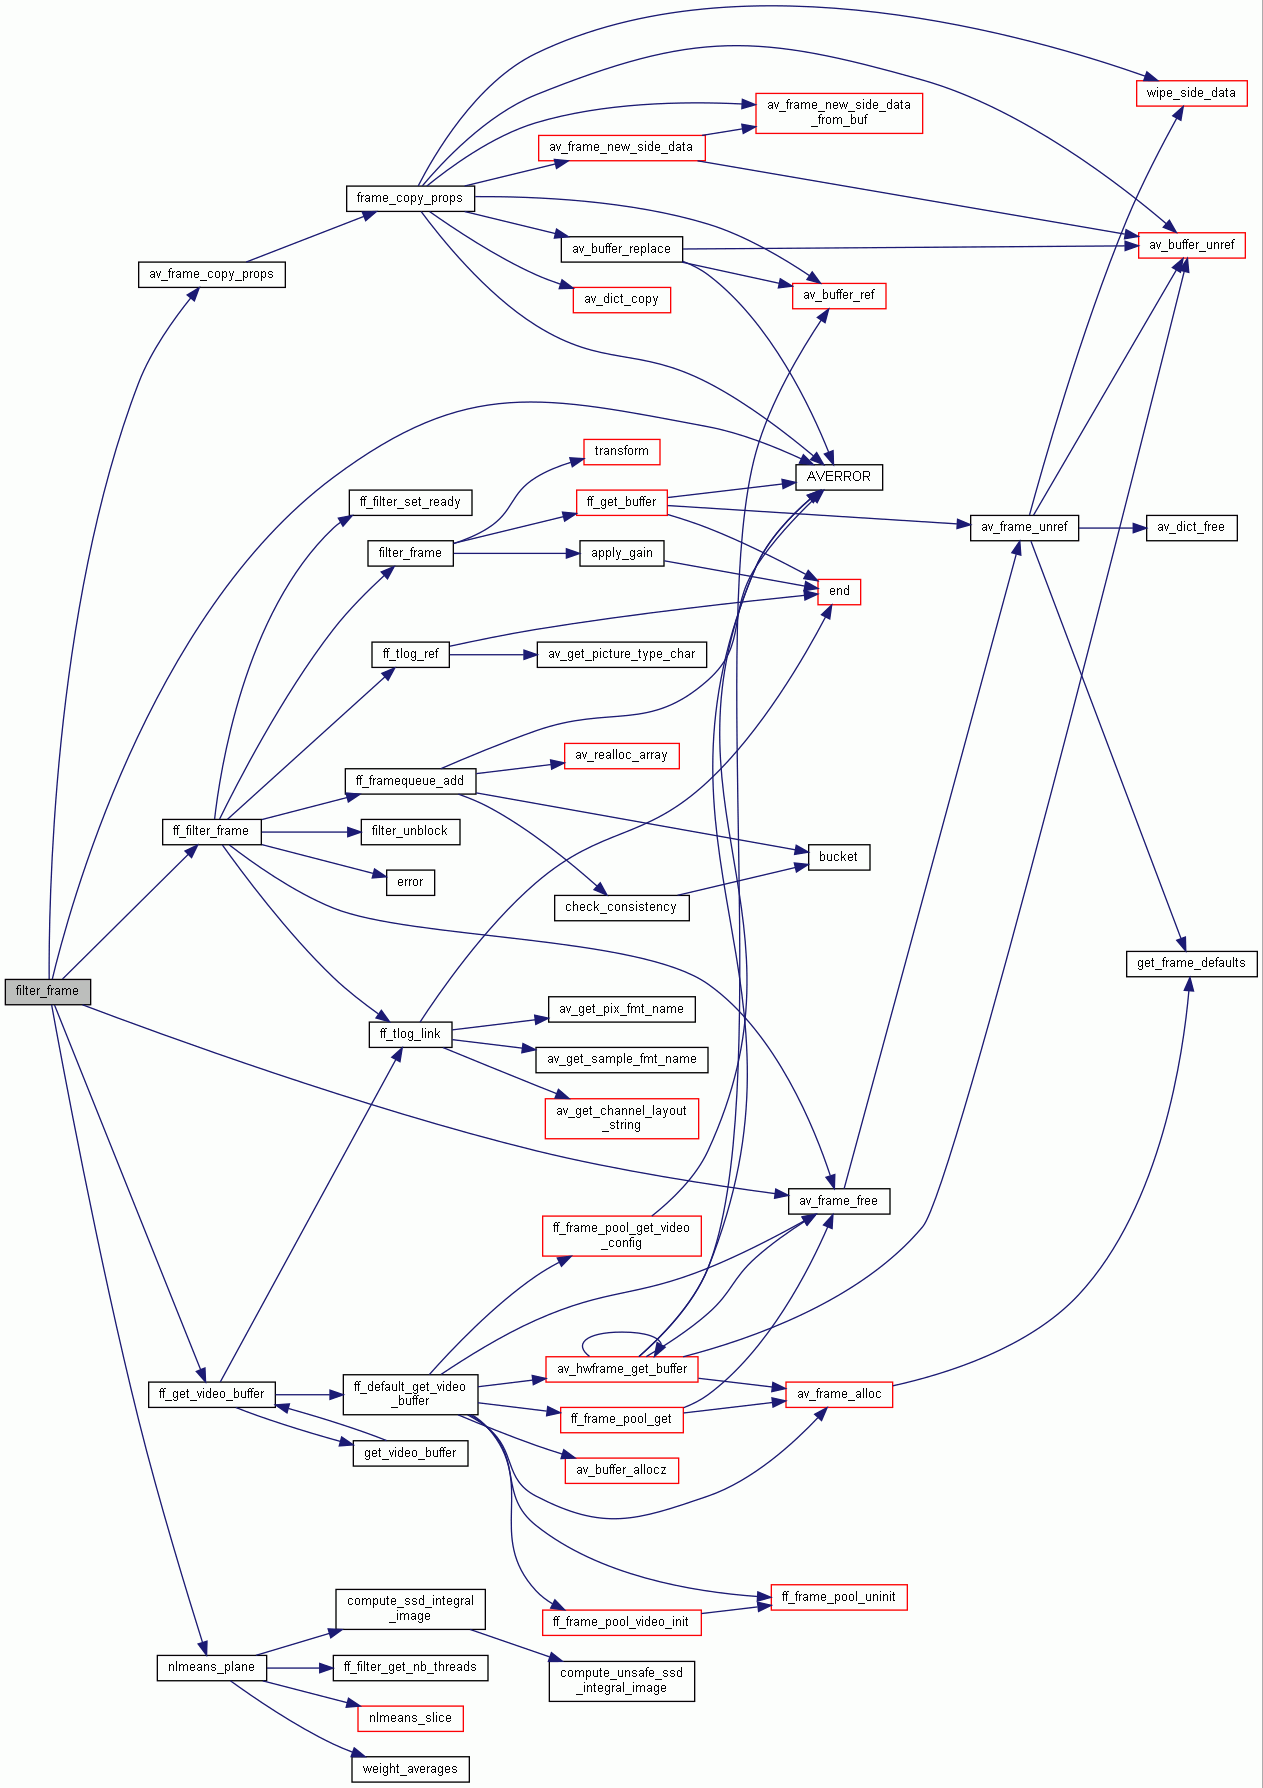 wipe_side_data
av_frame_new_side_data
_from_buf
av_frame_new_side_data
frame_copy_props
av_buffer_replace
av_buffer_unref
av_frame_copy_props
av_dict_copy
av_buffer_ref
transform
AVERROR
ff_filter_set_ready
ff_get_buffer
av_frame_unref
av_dict_free
filter_frame
apply_gain
end
ff_tlog_ref
av_get_picture_type_char
av_realloc_array
ff_framequeue_add
ff_filter_frame
filter_unblock
bucket
error
check_consistency
get_frame_defaults
filter_frame
av_get_pix_fmt_name
ff_tlog_link
av_get_sample_fmt_name
av_get_channel_layout
_string
av_frame_free
ff_frame_pool_get_video
_config
av_hwframe_get_buffer
ff_get_video_buffer
ff_default_get_video
_buffer
av_frame_alloc
ff_frame_pool_get
get_video_buffer
av_buffer_allocz
compute_ssd_integral
_image
ff_frame_pool_uninit
ff_frame_pool_video_init
nlmeans_plane
ff_filter_get_nb_threads
compute_unsafe_ssd
_integral_image
nlmeans_slice
weight_averages